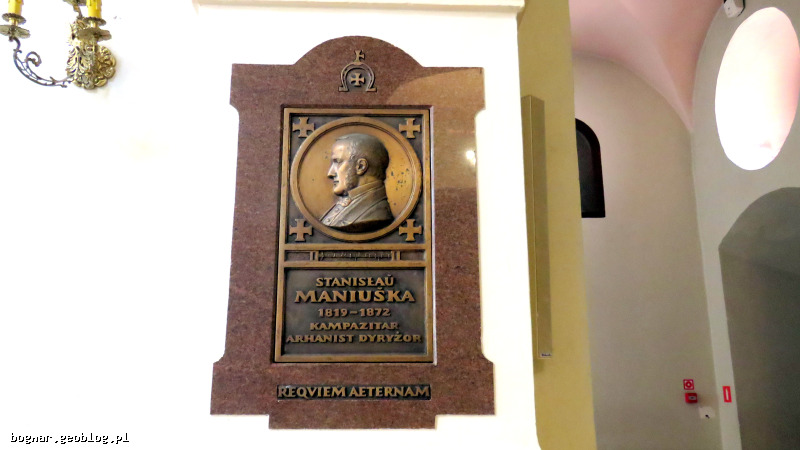 STANISŁAŬ
MANIUŠKA
1819–1872
KAMPAZITAR
ARHANIST DYRYŽOR
REQVIEM AETERNAM
bognar.geoblog.pl